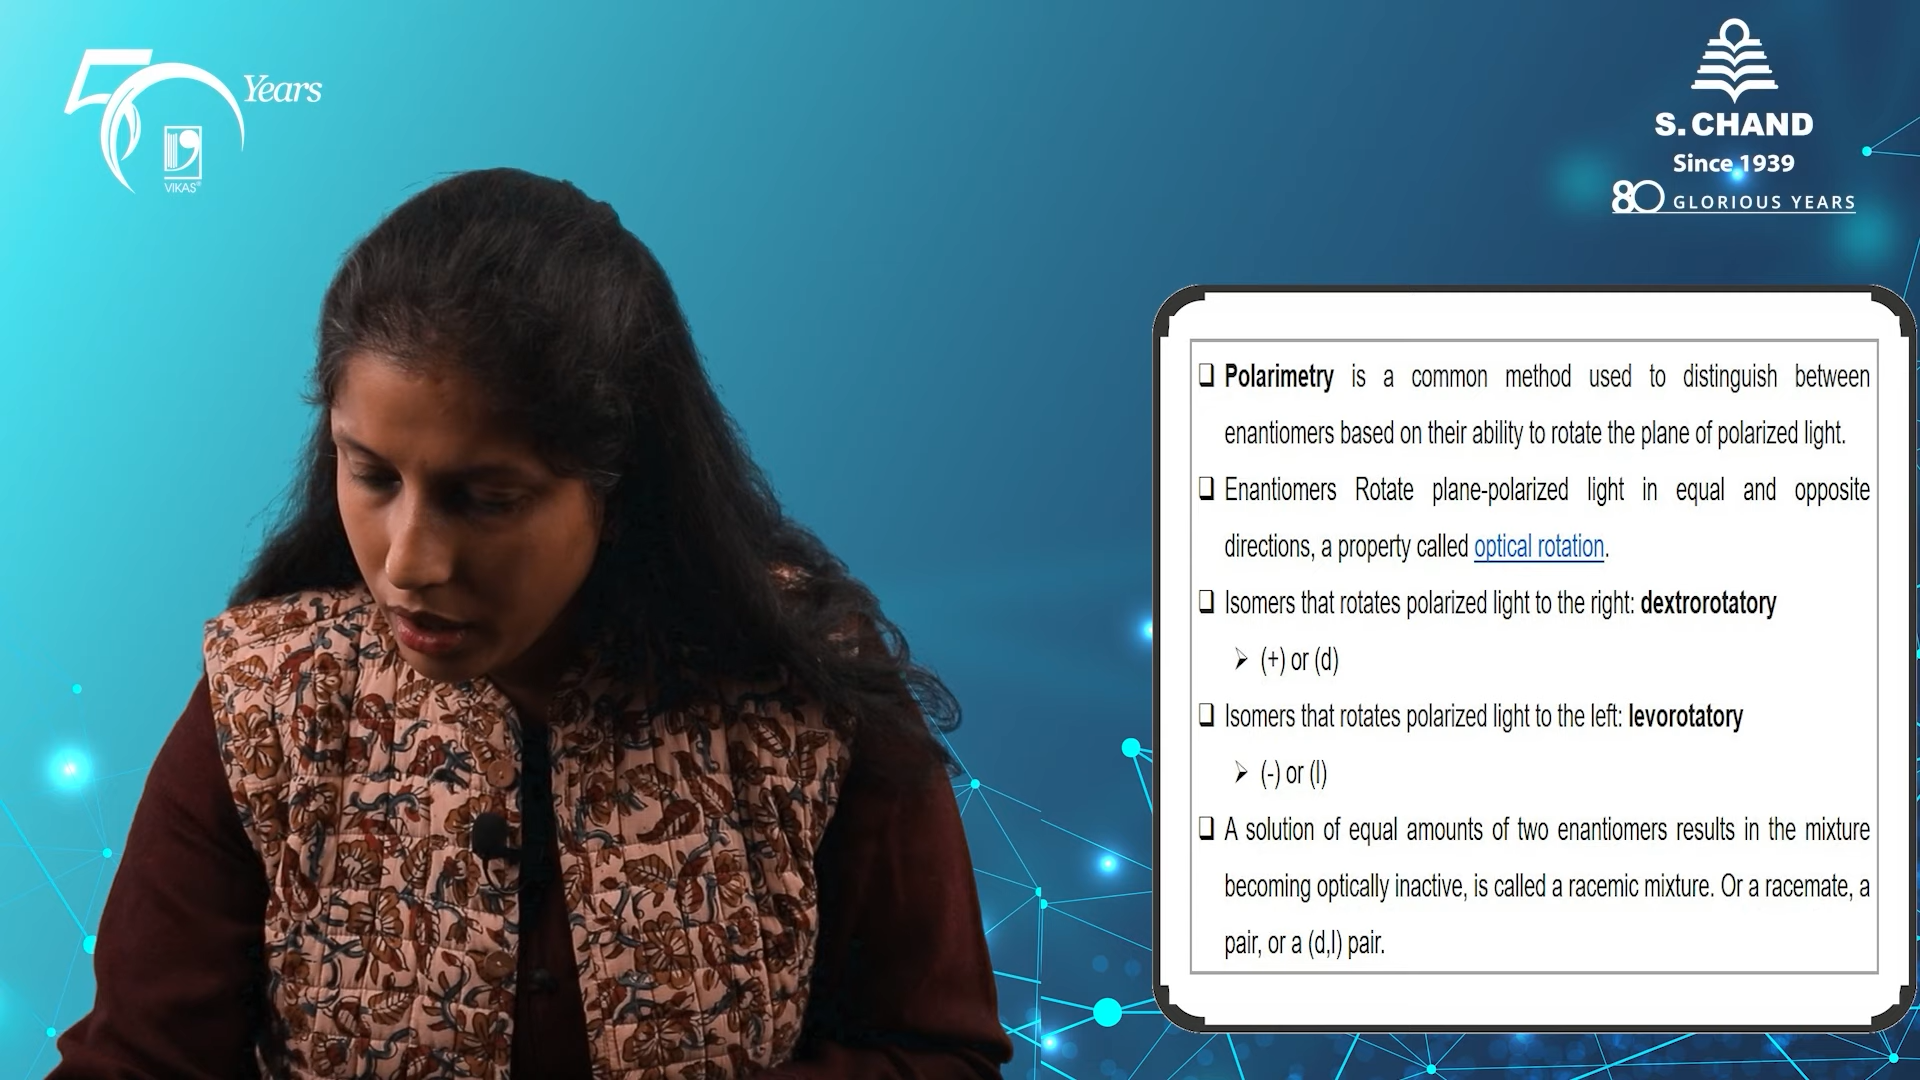 50 Years
VIKAS®
S. CHAND
Since 1939
80 GLORIOUS YEARS
❑ Polarimetry is a common method used to distinguish between
enantiomers based on their ability to rotate the plane of polarized light.
❑ Enantiomers Rotate plane-polarized light in equal and opposite
directions, a property called optical rotation.
❑ Isomers that rotates polarized light to the right: dextrorotatory
➢ (+) or (d)
❑ Isomers that rotates polarized light to the left: levorotatory
➢ (-) or (l)
❑ A solution of equal amounts of two enantiomers results in the mixture
becoming optically inactive, is called a racemic mixture. Or a racemate, a
pair, or a (d,l) pair.